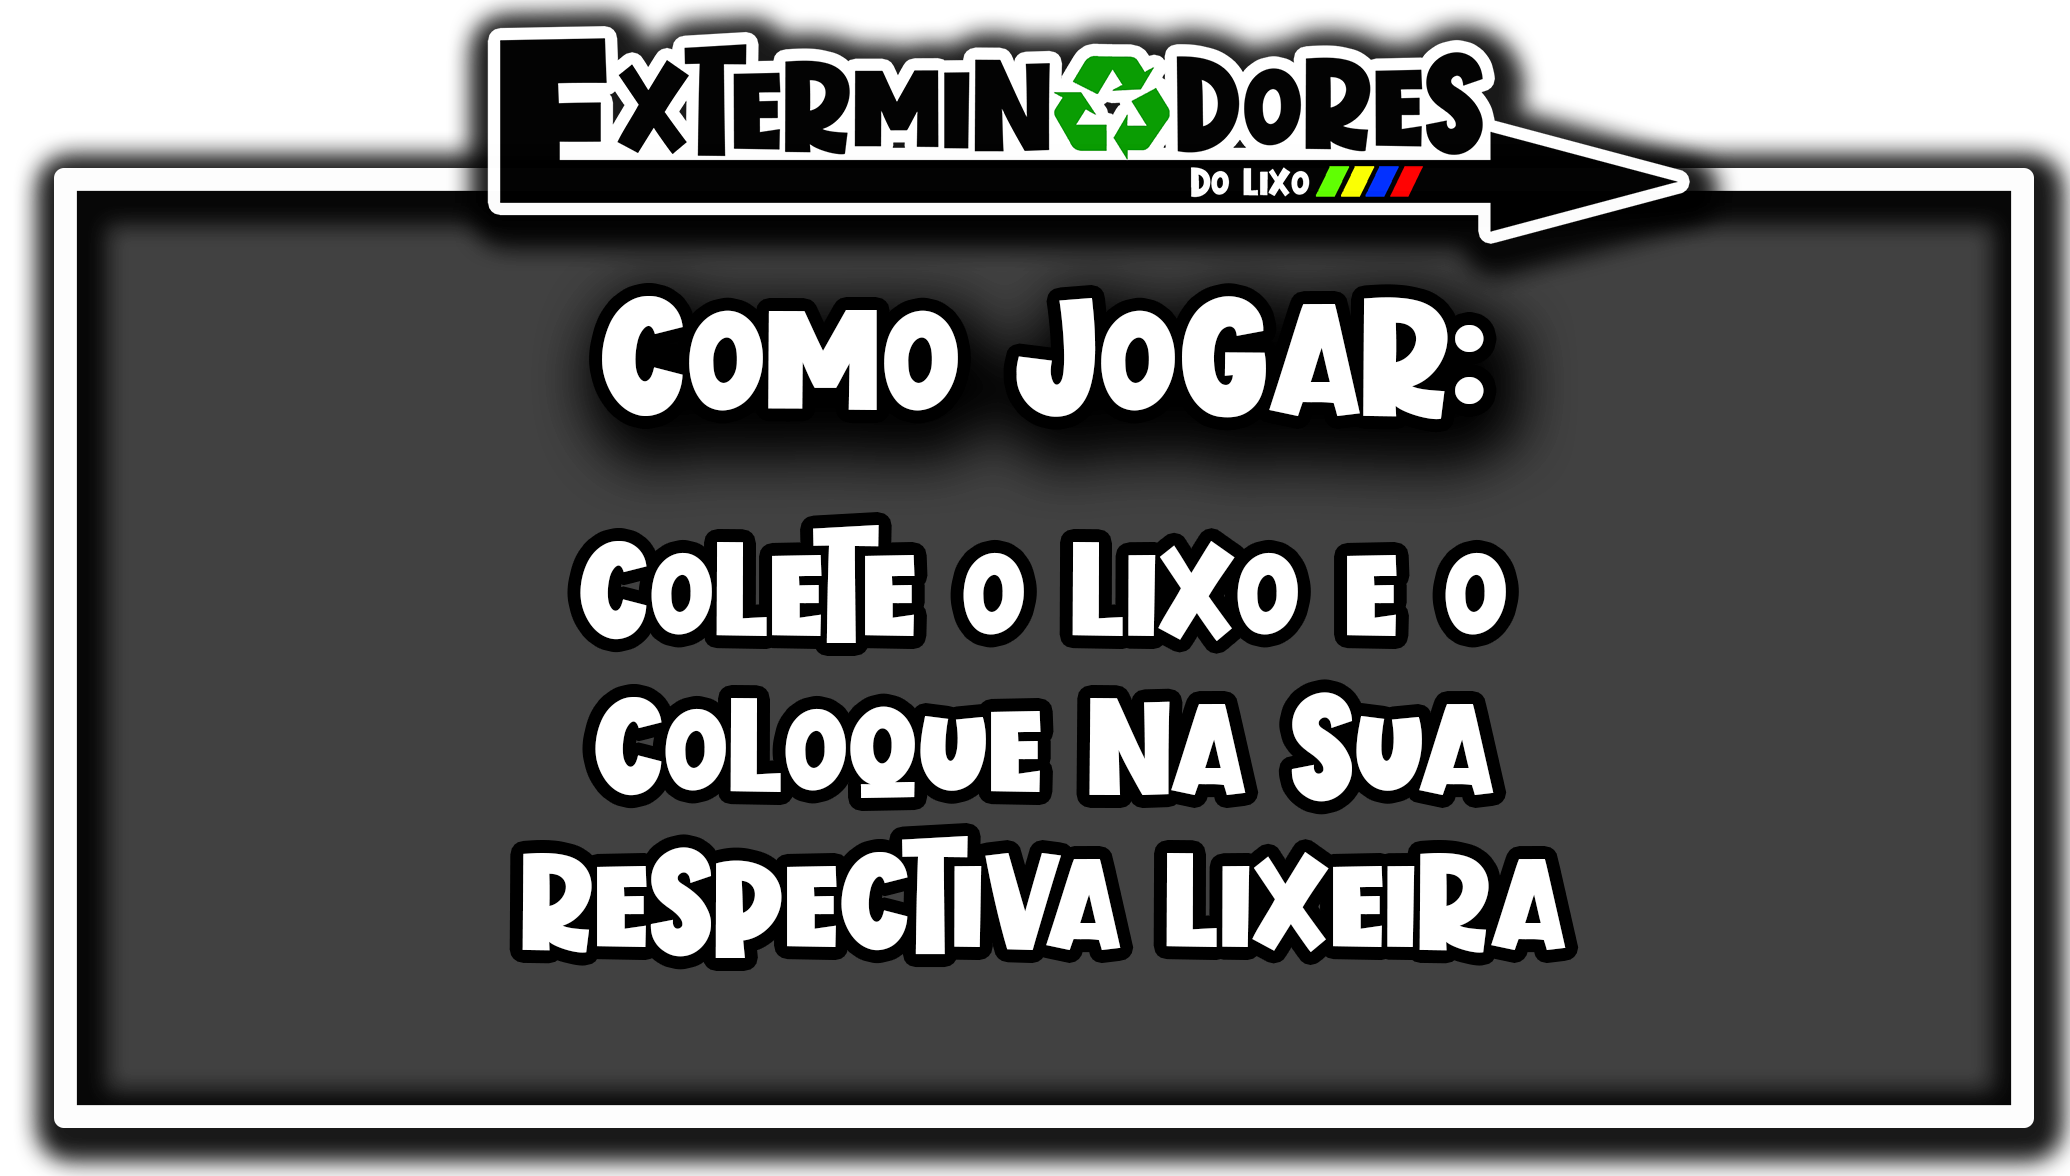 EXTERMINADORES
DO LIXO
COMO JOGAR:
COLETE O LIXO E O
COLOQUE NA SUA
RESPECTIVA LIXEIRA